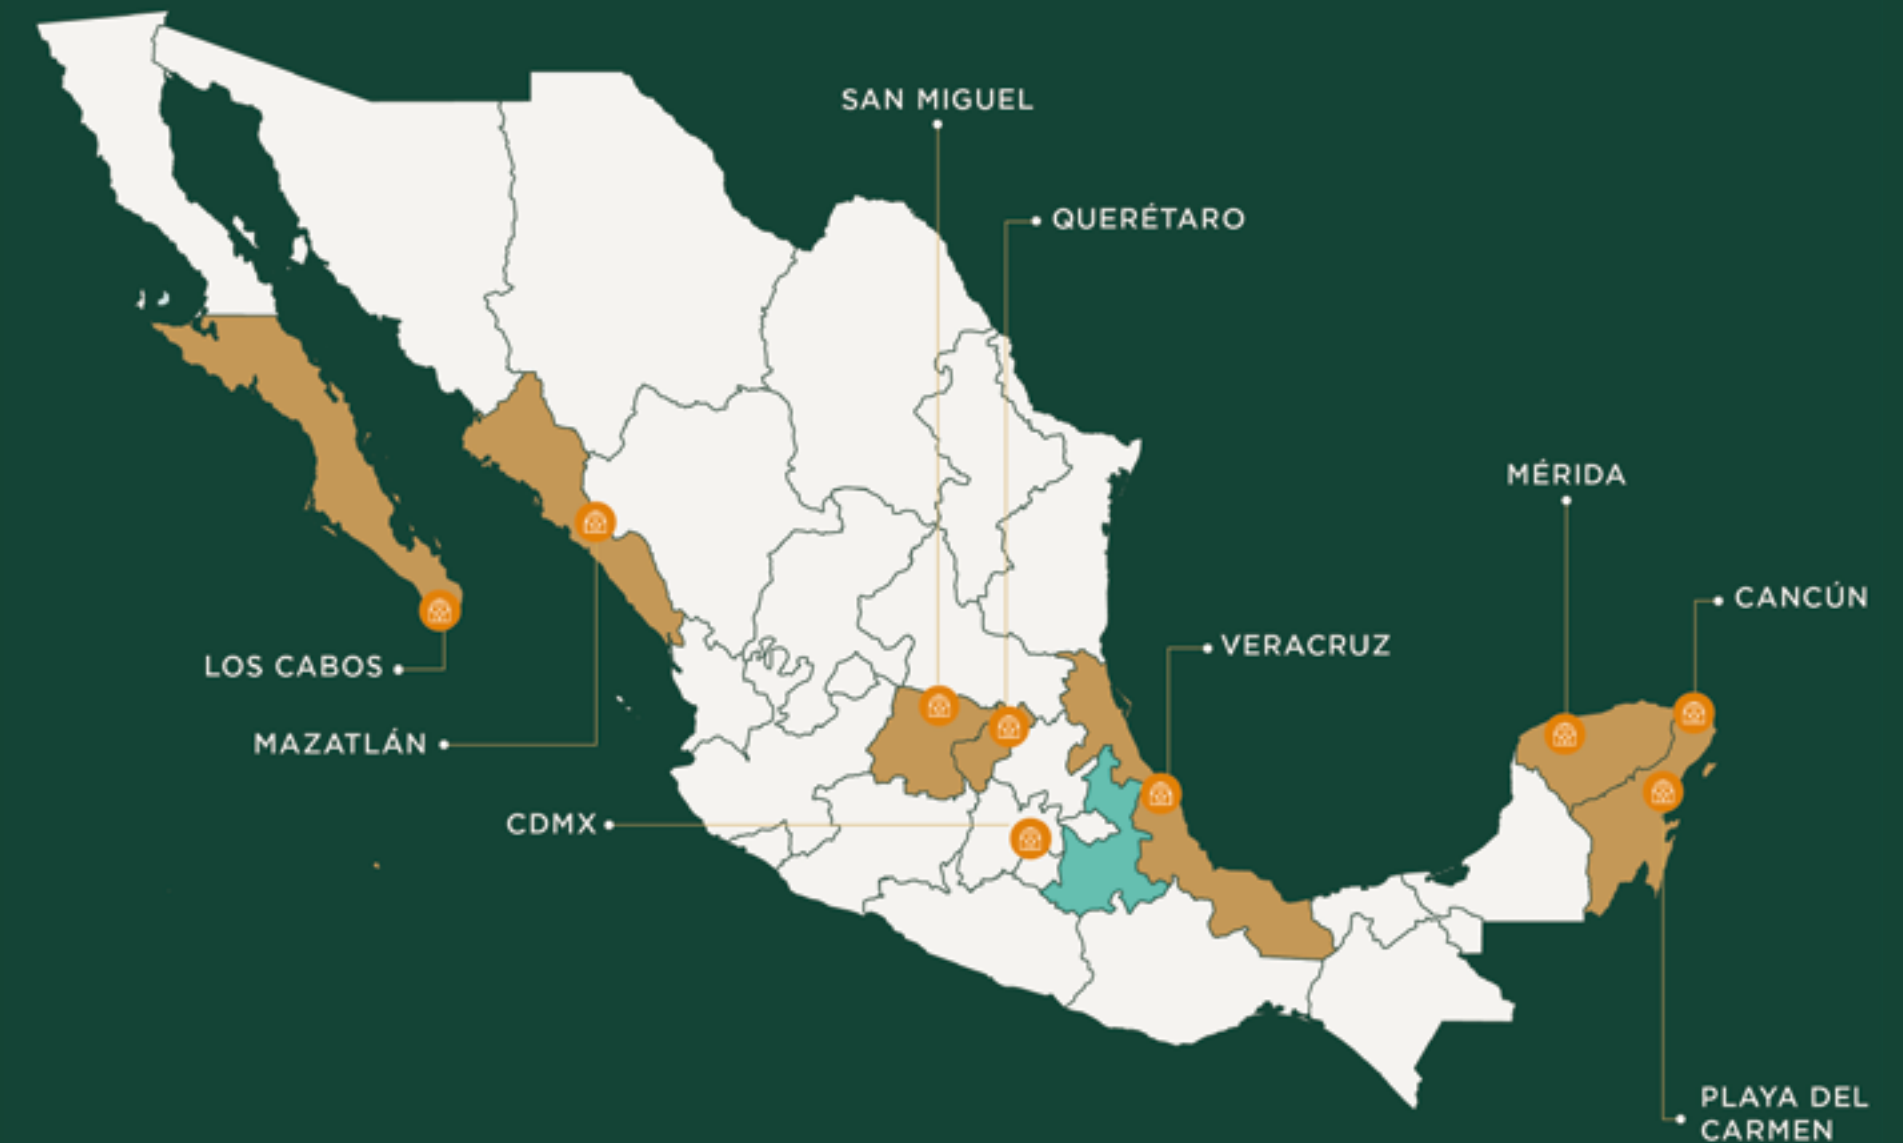 SAN MIGUEL
QUERÉTARO
MÉRIDA
CANCÚN
VERACRUZ
LOS CABOS
MAZATLÁN
CDMX
PLAYA DEL
CARMEN